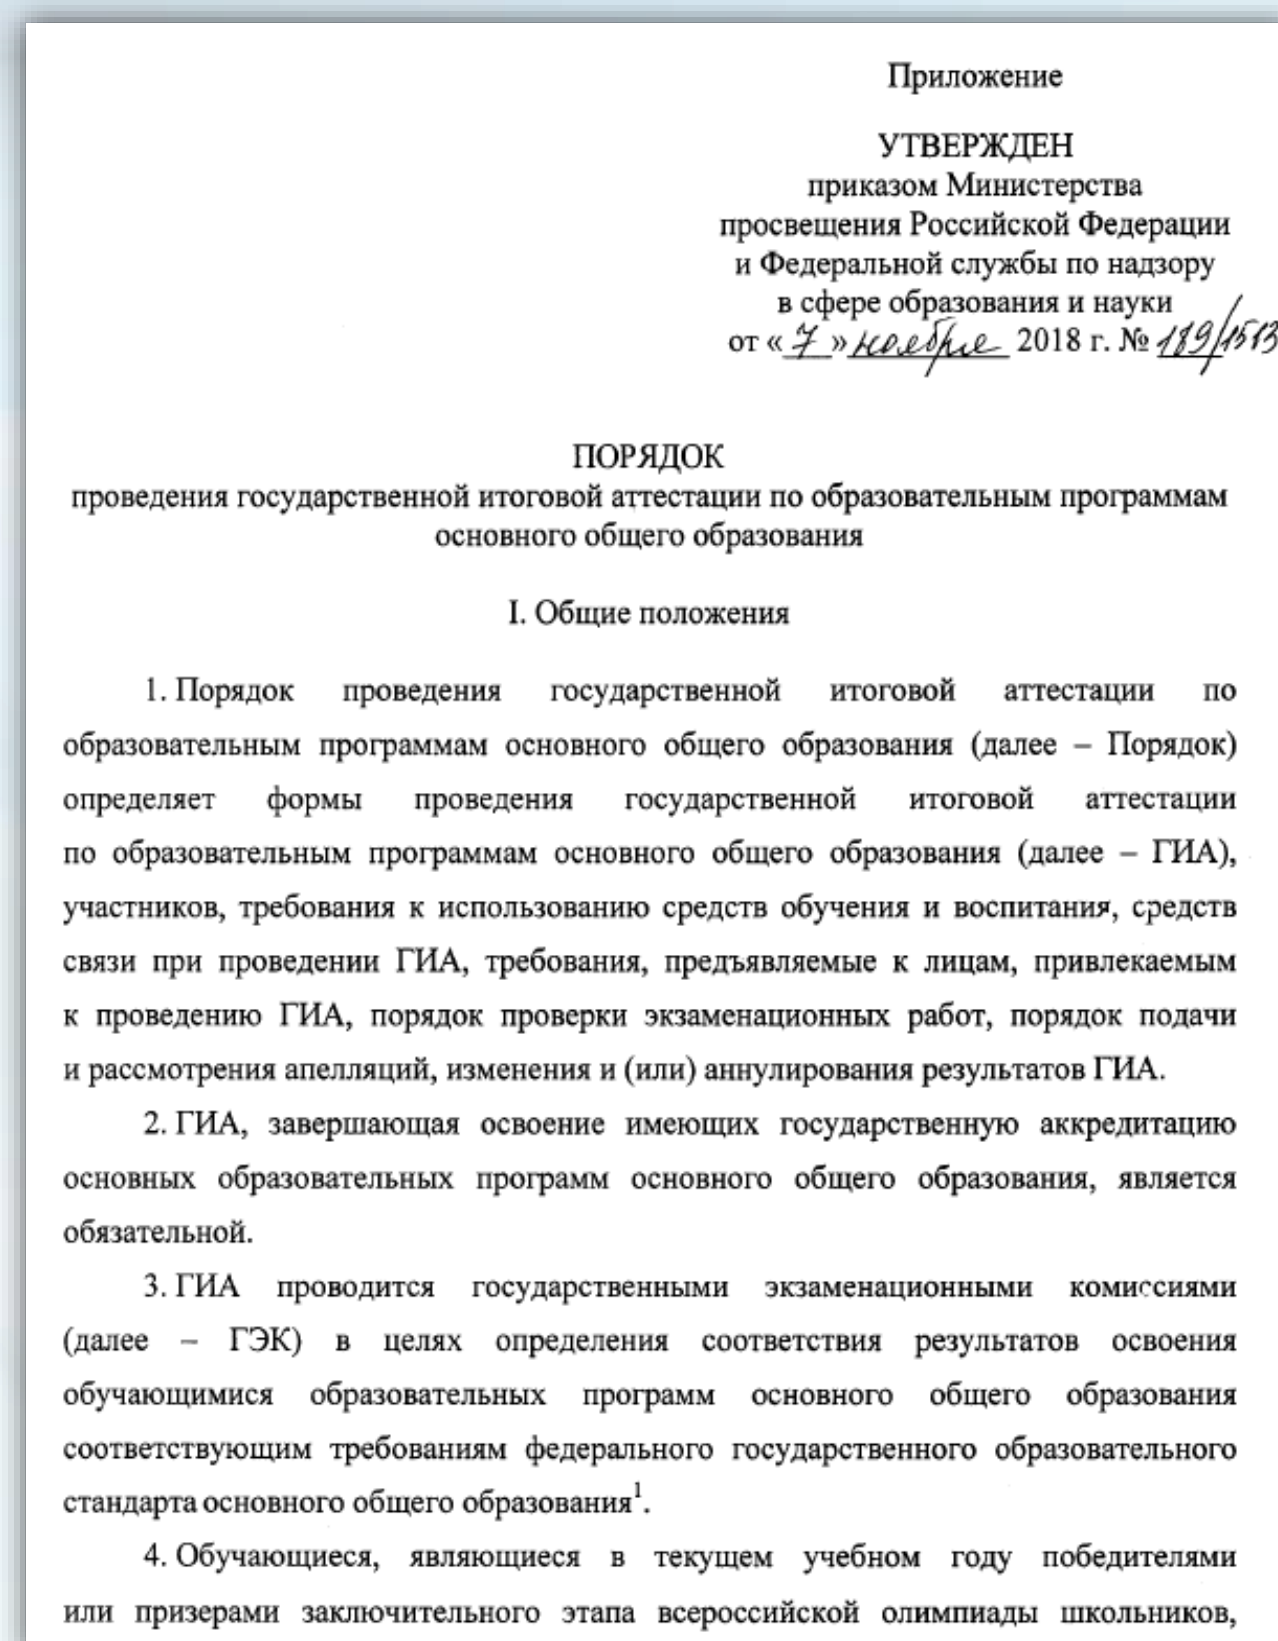 Приложение
УТВЕРЖДЕН
приказом Министерства
просвещения Российской Федерации
и Федеральной службы по надзору
в сфере образования и науки
от «7» ноября 2018 г. № 189/1513
ПОРЯДОК
проведения государственной итоговой аттестации по образовательным программам
основного общего образования
I. Общие положения
1. Порядок проведения государственной итоговой аттестации по
образовательным программам основного общего образования (далее – Порядок)
определяет формы проведения государственной итоговой аттестации
по образовательным программам основного общего образования (далее – ГИА),
участников, требования к использованию средств обучения и воспитания, средств
связи при проведении ГИА, требования, предъявляемые к лицам, привлекаемым
к проведению ГИА, порядок проверки экзаменационных работ, порядок подачи
и рассмотрения апелляций, изменения и (или) аннулирования результатов ГИА.
2. ГИА, завершающая освоение имеющих государственную аккредитацию
основных образовательных программ основного общего образования, является
обязательной.
3. ГИА проводится государственными экзаменационными комиссиями
(далее – ГЭК) в целях определения соответствия результатов освоения
обучающимися образовательных программ основного общего образования
соответствующим требованиям федерального государственного образовательного
стандарта основного общего образования¹.
4. Обучающиеся, являющиеся в текущем учебном году победителями
или призерами заключительного этапа всероссийской олимпиады школьников,